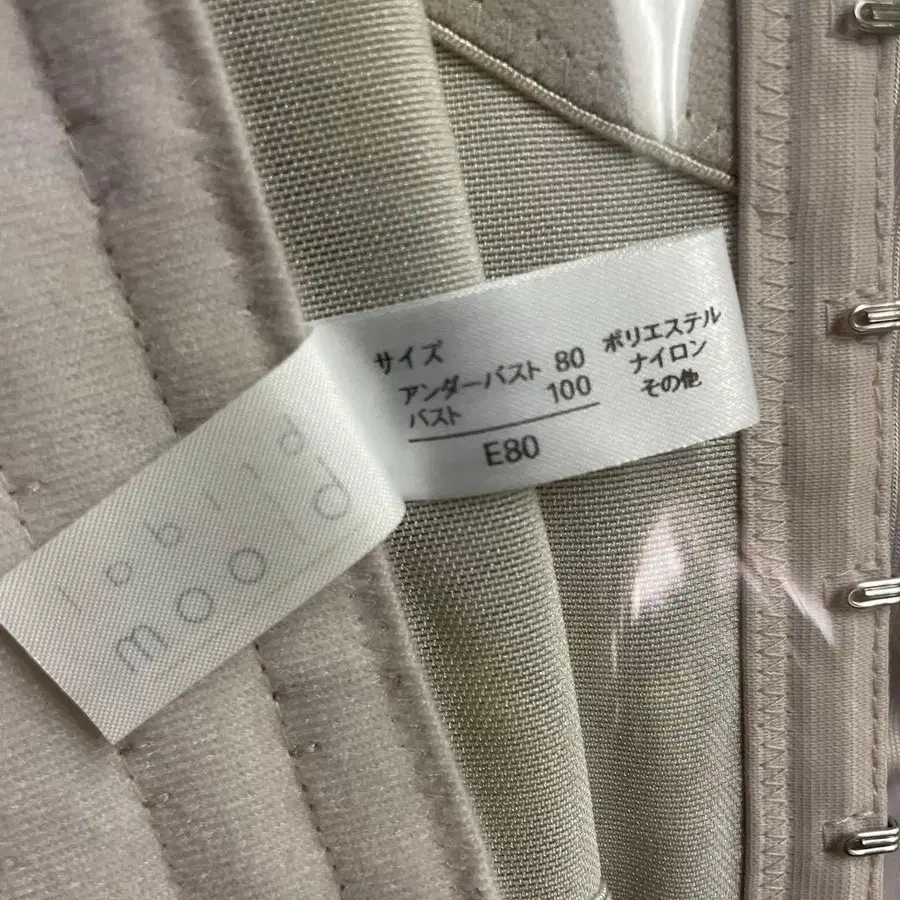 サイズ
アンダーバスト 80
バスト 100
E80
ポリエステル
ナイロン
その他
moold